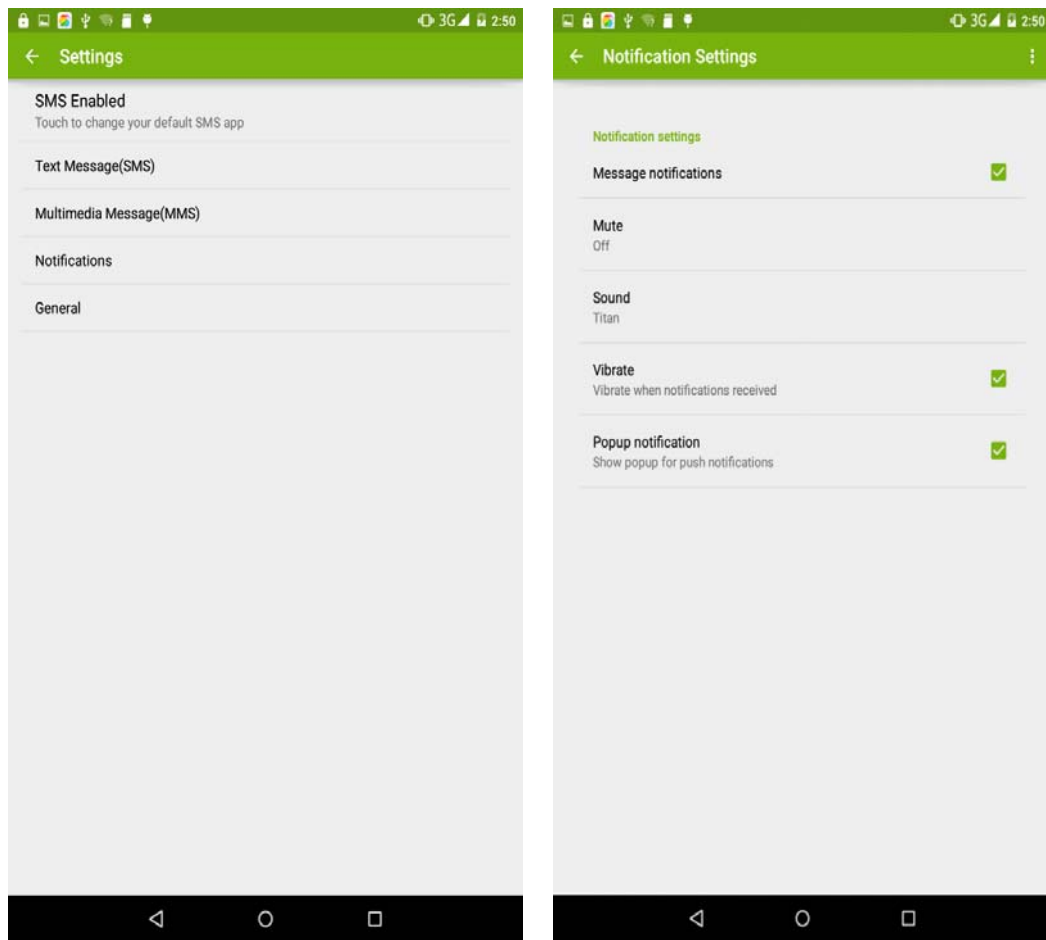 3G 2:50
Settings
SMS Enabled
Touch to change your default SMS app
Text Message(SMS)
Multimedia Message(MMS)
Notifications
General
3G 2:50
Notification Settings
Notification settings
Message notifications
Mute
Off
Sound
Titan
Vibrate
Vibrate when notifications received
Popup notification
Show popup for push notifications